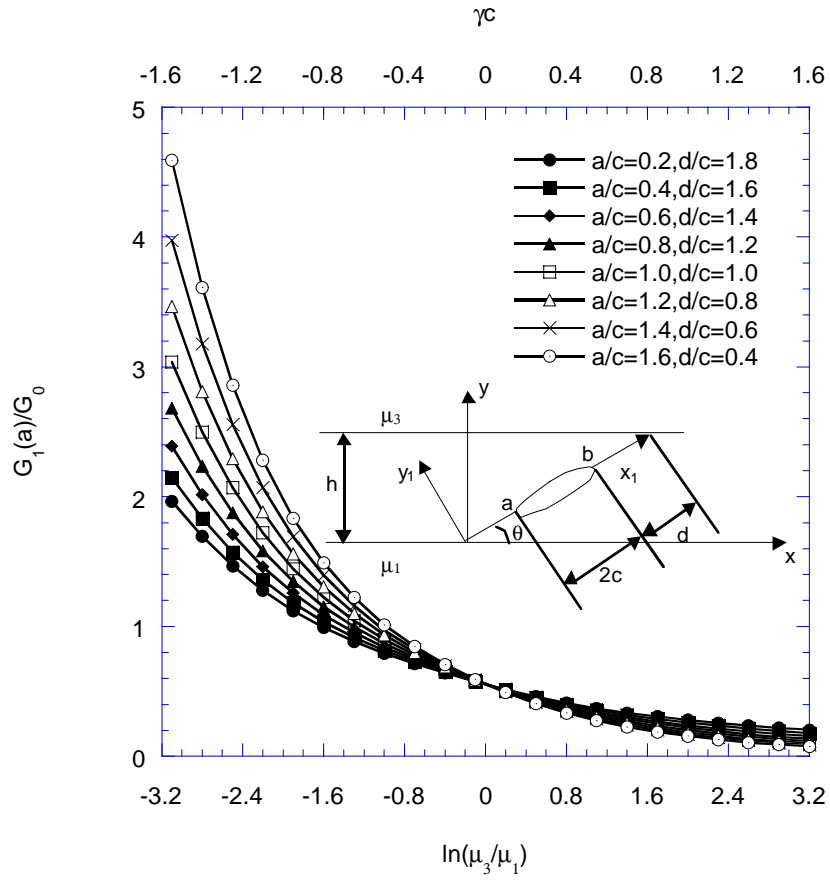 γc
-1.6 -1.2 -0.8 -0.4 0 0.4 0.8 1.2 1.6
5
4
3
2
1
0
G₁(a)/G₀
a/c=0.2,d/c=1.8
a/c=0.4,d/c=1.6
a/c=0.6,d/c=1.4
a/c=0.8,d/c=1.2
a/c=1.0,d/c=1.0
a/c=1.2,d/c=0.8
a/c=1.4,d/c=0.6
a/c=1.6,d/c=0.4
y
μ₃
b
y₁
x₁
h
a
θ
d
x
μ₁
2c
-3.2 -2.4 -1.6 -0.8 0 0.8 1.6 2.4 3.2
ln(μ₃/μ₁)